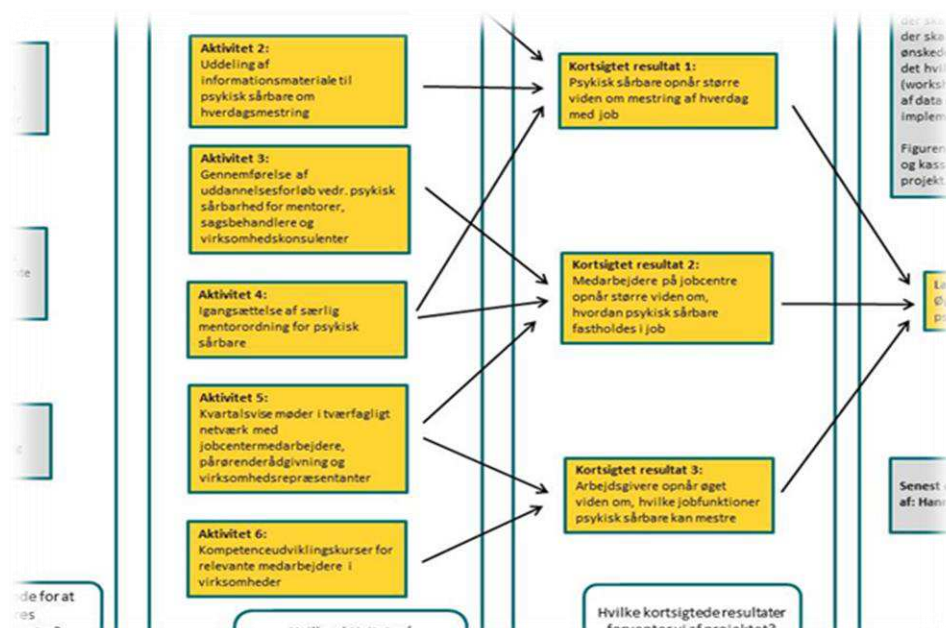 Aktivitet 2:
Uddeling af
informationsmateriale til
psykisk sårbare om
hverdagsmestring
Aktivitet 3:
Gennemførelse af
uddannelsesforløb vedr. psykisk
sårbarhed for mentorer,
sagsbehandlere og
virksomhedskonsulenter
Aktivitet 4:
Igangsættelse af særlig
mentorordning for psykisk
sårbare
Aktivitet 5:
Kvartalsvise møder i tværfagligt
netværk med
jobcentermedarbejdere,
pårørenderådgivning og
virksomhedsrepræsentanter
Aktivitet 6:
Kompetenceudviklingskurser for
relevante medarbejdere i
virksomheder
Kortsigtet resultat 1:
Psykisk sårbare opnår større
viden om mestring af hverdag
med job
Kortsigtet resultat 2:
Medarbejdere på jobcentre
opnår større viden om,
hvordan psykisk sårbare
fastholdes i job
Kortsigtet resultat 3:
Arbejdsgivere opnår øget
viden om, hvilke jobfunktioner
psykisk sårbare kan mestre
Hvilke kortsigtede resultater
der
der ska
det hvil
af data
og kass
projekt
Senest
af: Han
for at